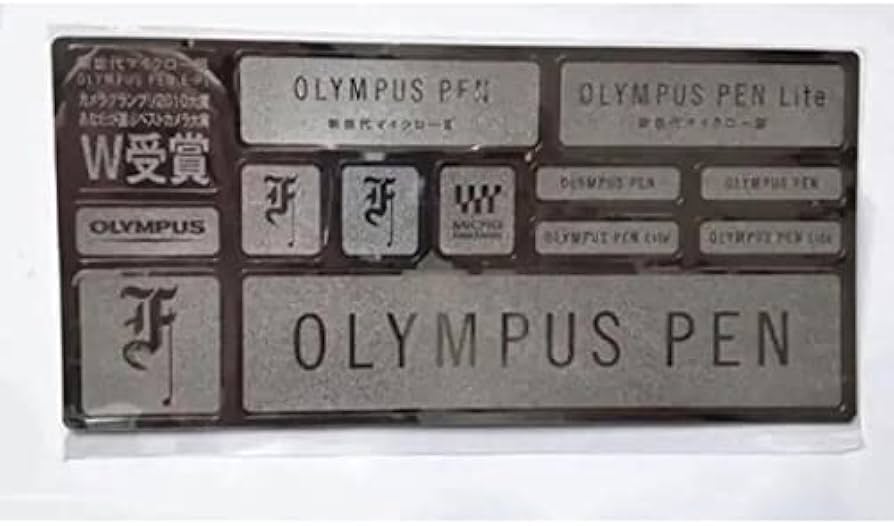 新世代マイクロ一眼
OLYMPUS PEN E-P1
カメラグランプリ2010大賞
あなたが選ぶベストカメラ大賞
W受賞
OLYMPUS PEN
新世代マイクロ一眼
OLYMPUS PEN Lite
新世代マイクロ一眼
OLYMPUS
F
F
MICRO
OLYMPUS PEN
OLYMPUS PEN
OLYMPUS PEN Lite
OLYMPUS PEN Lite
F
OLYMPUS PEN